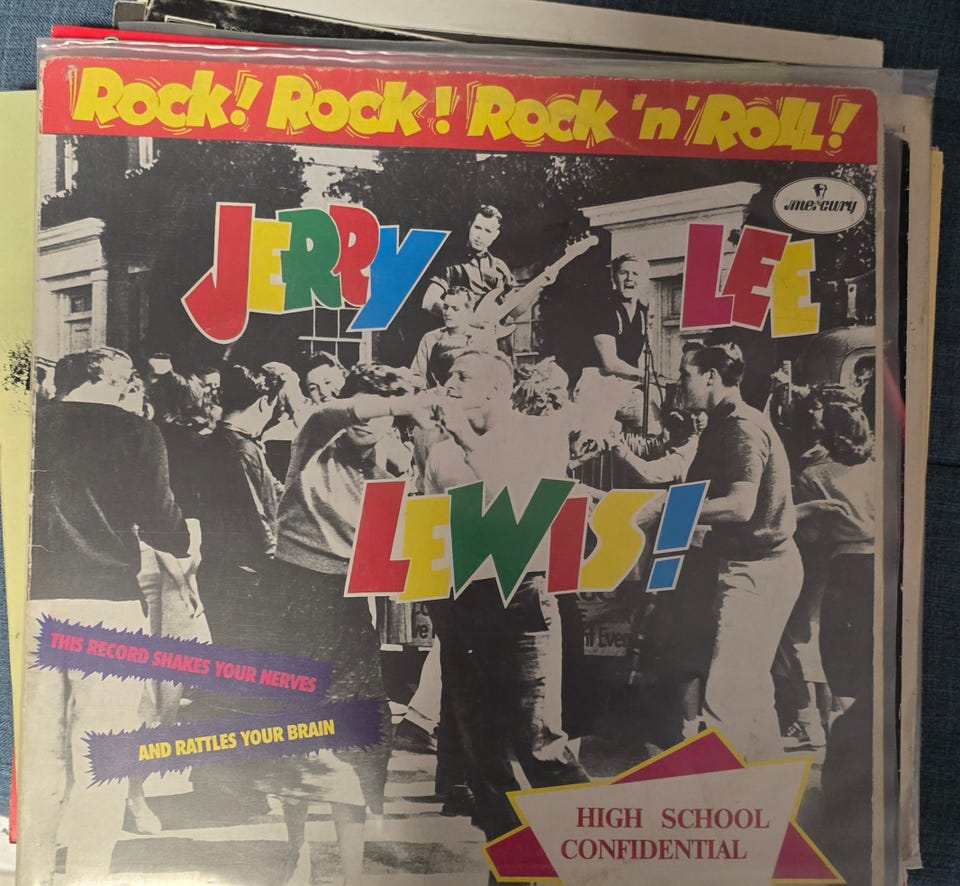 Rock! Rock! Rock 'n' Roll!
mercury
JERRY LEE
LEWIS!
THIS RECORD SHAKES YOUR NERVES
AND RATTLES YOUR BRAIN
HIGH SCHOOL
CONFIDENTIAL